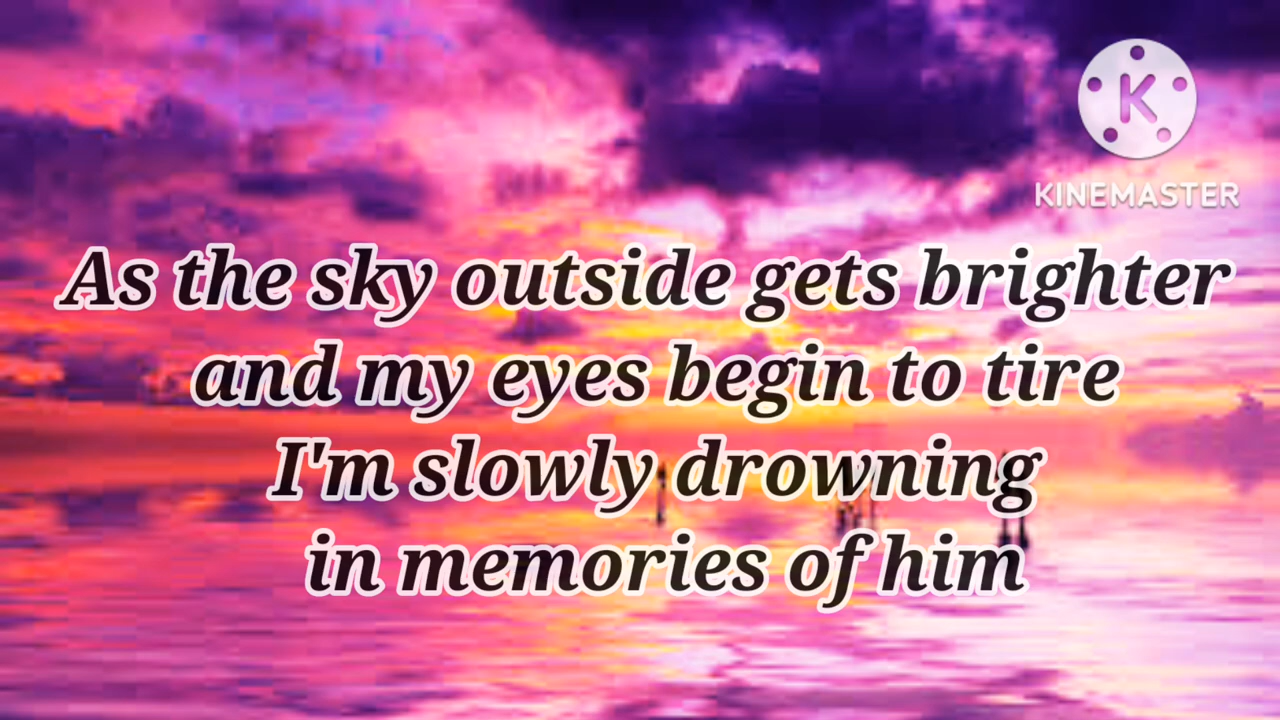 KINEMASTER
As the sky outside gets brighter
and my eyes begin to tire
I'm slowly drowning
in memories of him